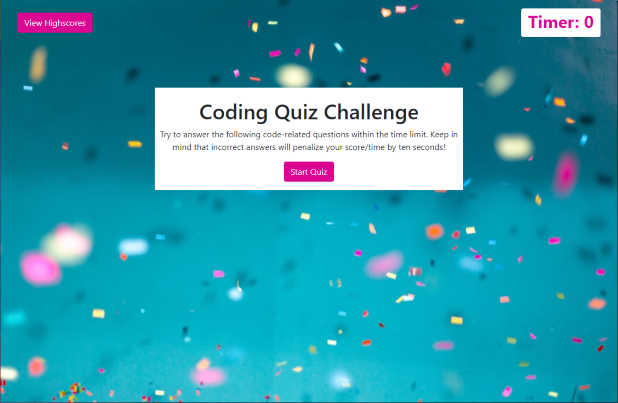 View Highscores
Timer: 0
Coding Quiz Challenge
Try to answer the following code-related questions within the time limit. Keep in
mind that incorrect answers will penalize your score/time by ten seconds!
Start Quiz